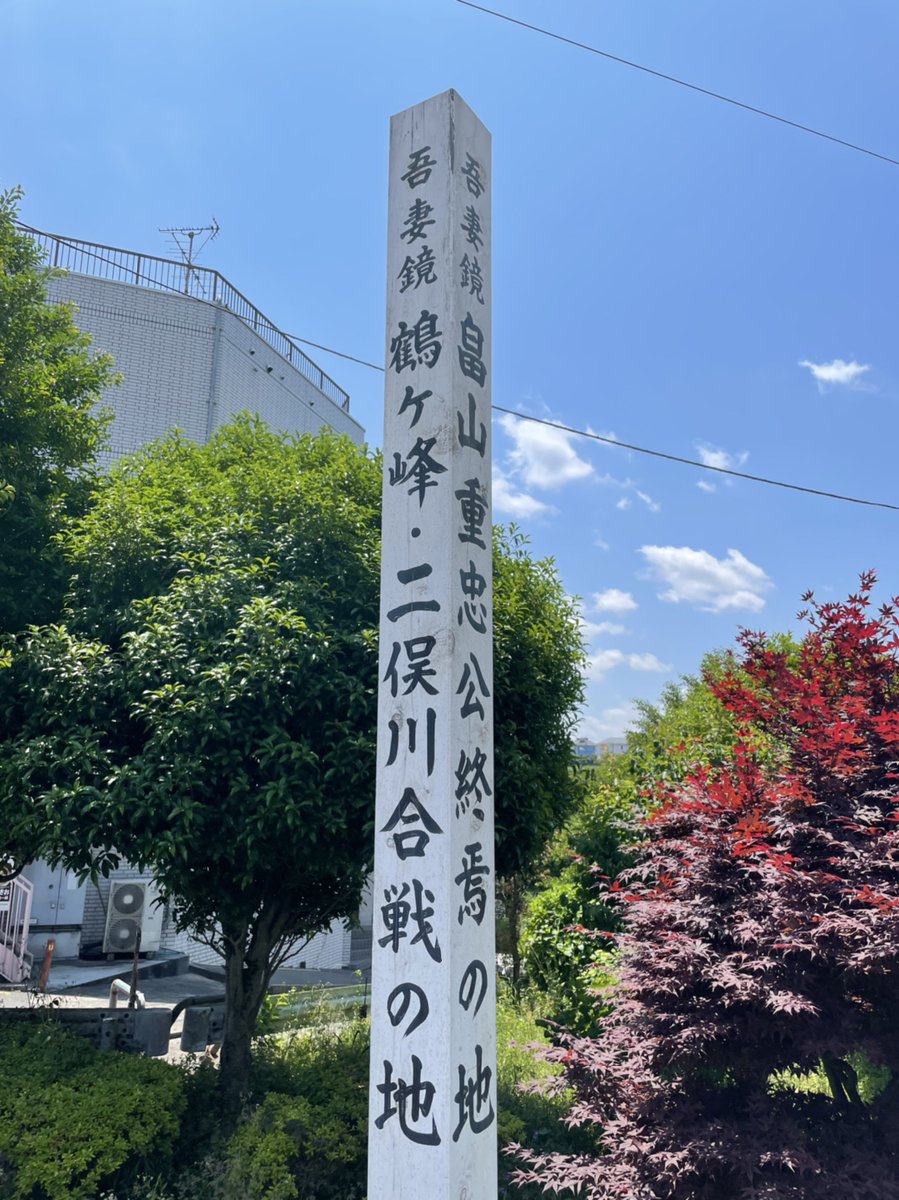 吾妻鏡 鶴ヶ峰・二俣川合戦の地
吾妻鏡 畠山重忠公終焉の地